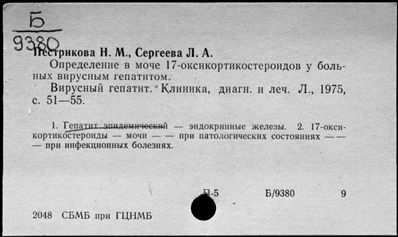 Б
9380
Пестрикова Н. М., Сергеева Л. А.
Определение в моче 17-оксикортикостероидов у боль-
ных вирусным гепатитом.
Вирусный гепатит. Клиника, диагн. и леч. Л., 1975,
с. 51—55.
1. Гепатит эпидемический — эндокринные железы. 2. 17-окси-
кортикостероиды — мочи — — при патологических состояниях — —
— при инфекционных болезнях.
П-5 Б/9380 9
2048 СБМБ при ГЦНМБ